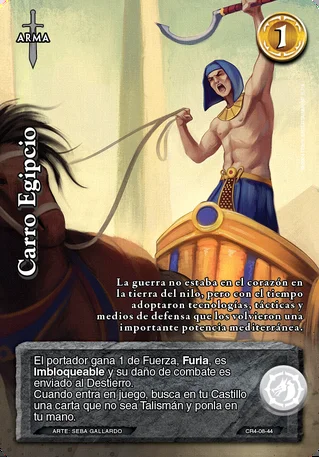 ARMA
1
Carro Egipcio
La guerra no estaba en el corazón en
la tierra del nilo, pero con el tiempo
adoptaron tecnologías, tácticas y
medios de defensa que los volvieron una
importante potencia mediterránea.
El portador gana 1 de Fuerza, Furia, es
Imbloqueable y su daño de combate es
enviado al Destierro.
Cuando entra en juego, busca en tu Castillo
una carta que no sea Talismán y ponla en
tu mano.
ARTE: SEBA GALLARDO
CR4-08-44